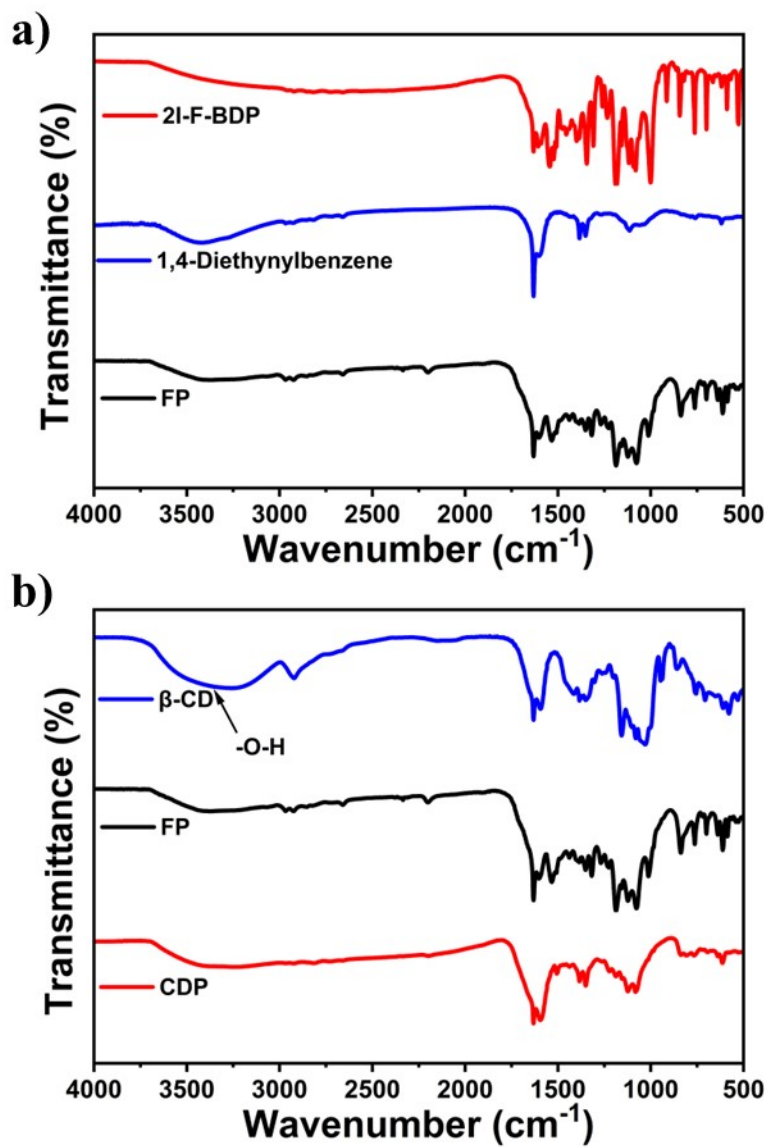 a)
Transmittance (%)
2I-F-BDP
1,4-Diethynylbenzene
FP
4000 3500 3000 2500 2000 1500 1000 500
Wavenumber (cm⁻¹)
b)
Transmittance (%)
β-CD
-O-H
FP
CDP
4000 3500 3000 2500 2000 1500 1000 500
Wavenumber (cm⁻¹)